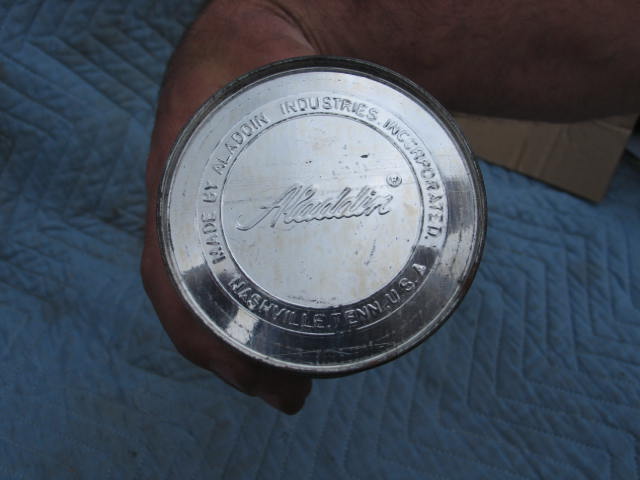 MADE BY ALADDIN INDUSTRIES, INCORPORATED.
Aladdin ®
NASHVILLE, TENN., U.S.A